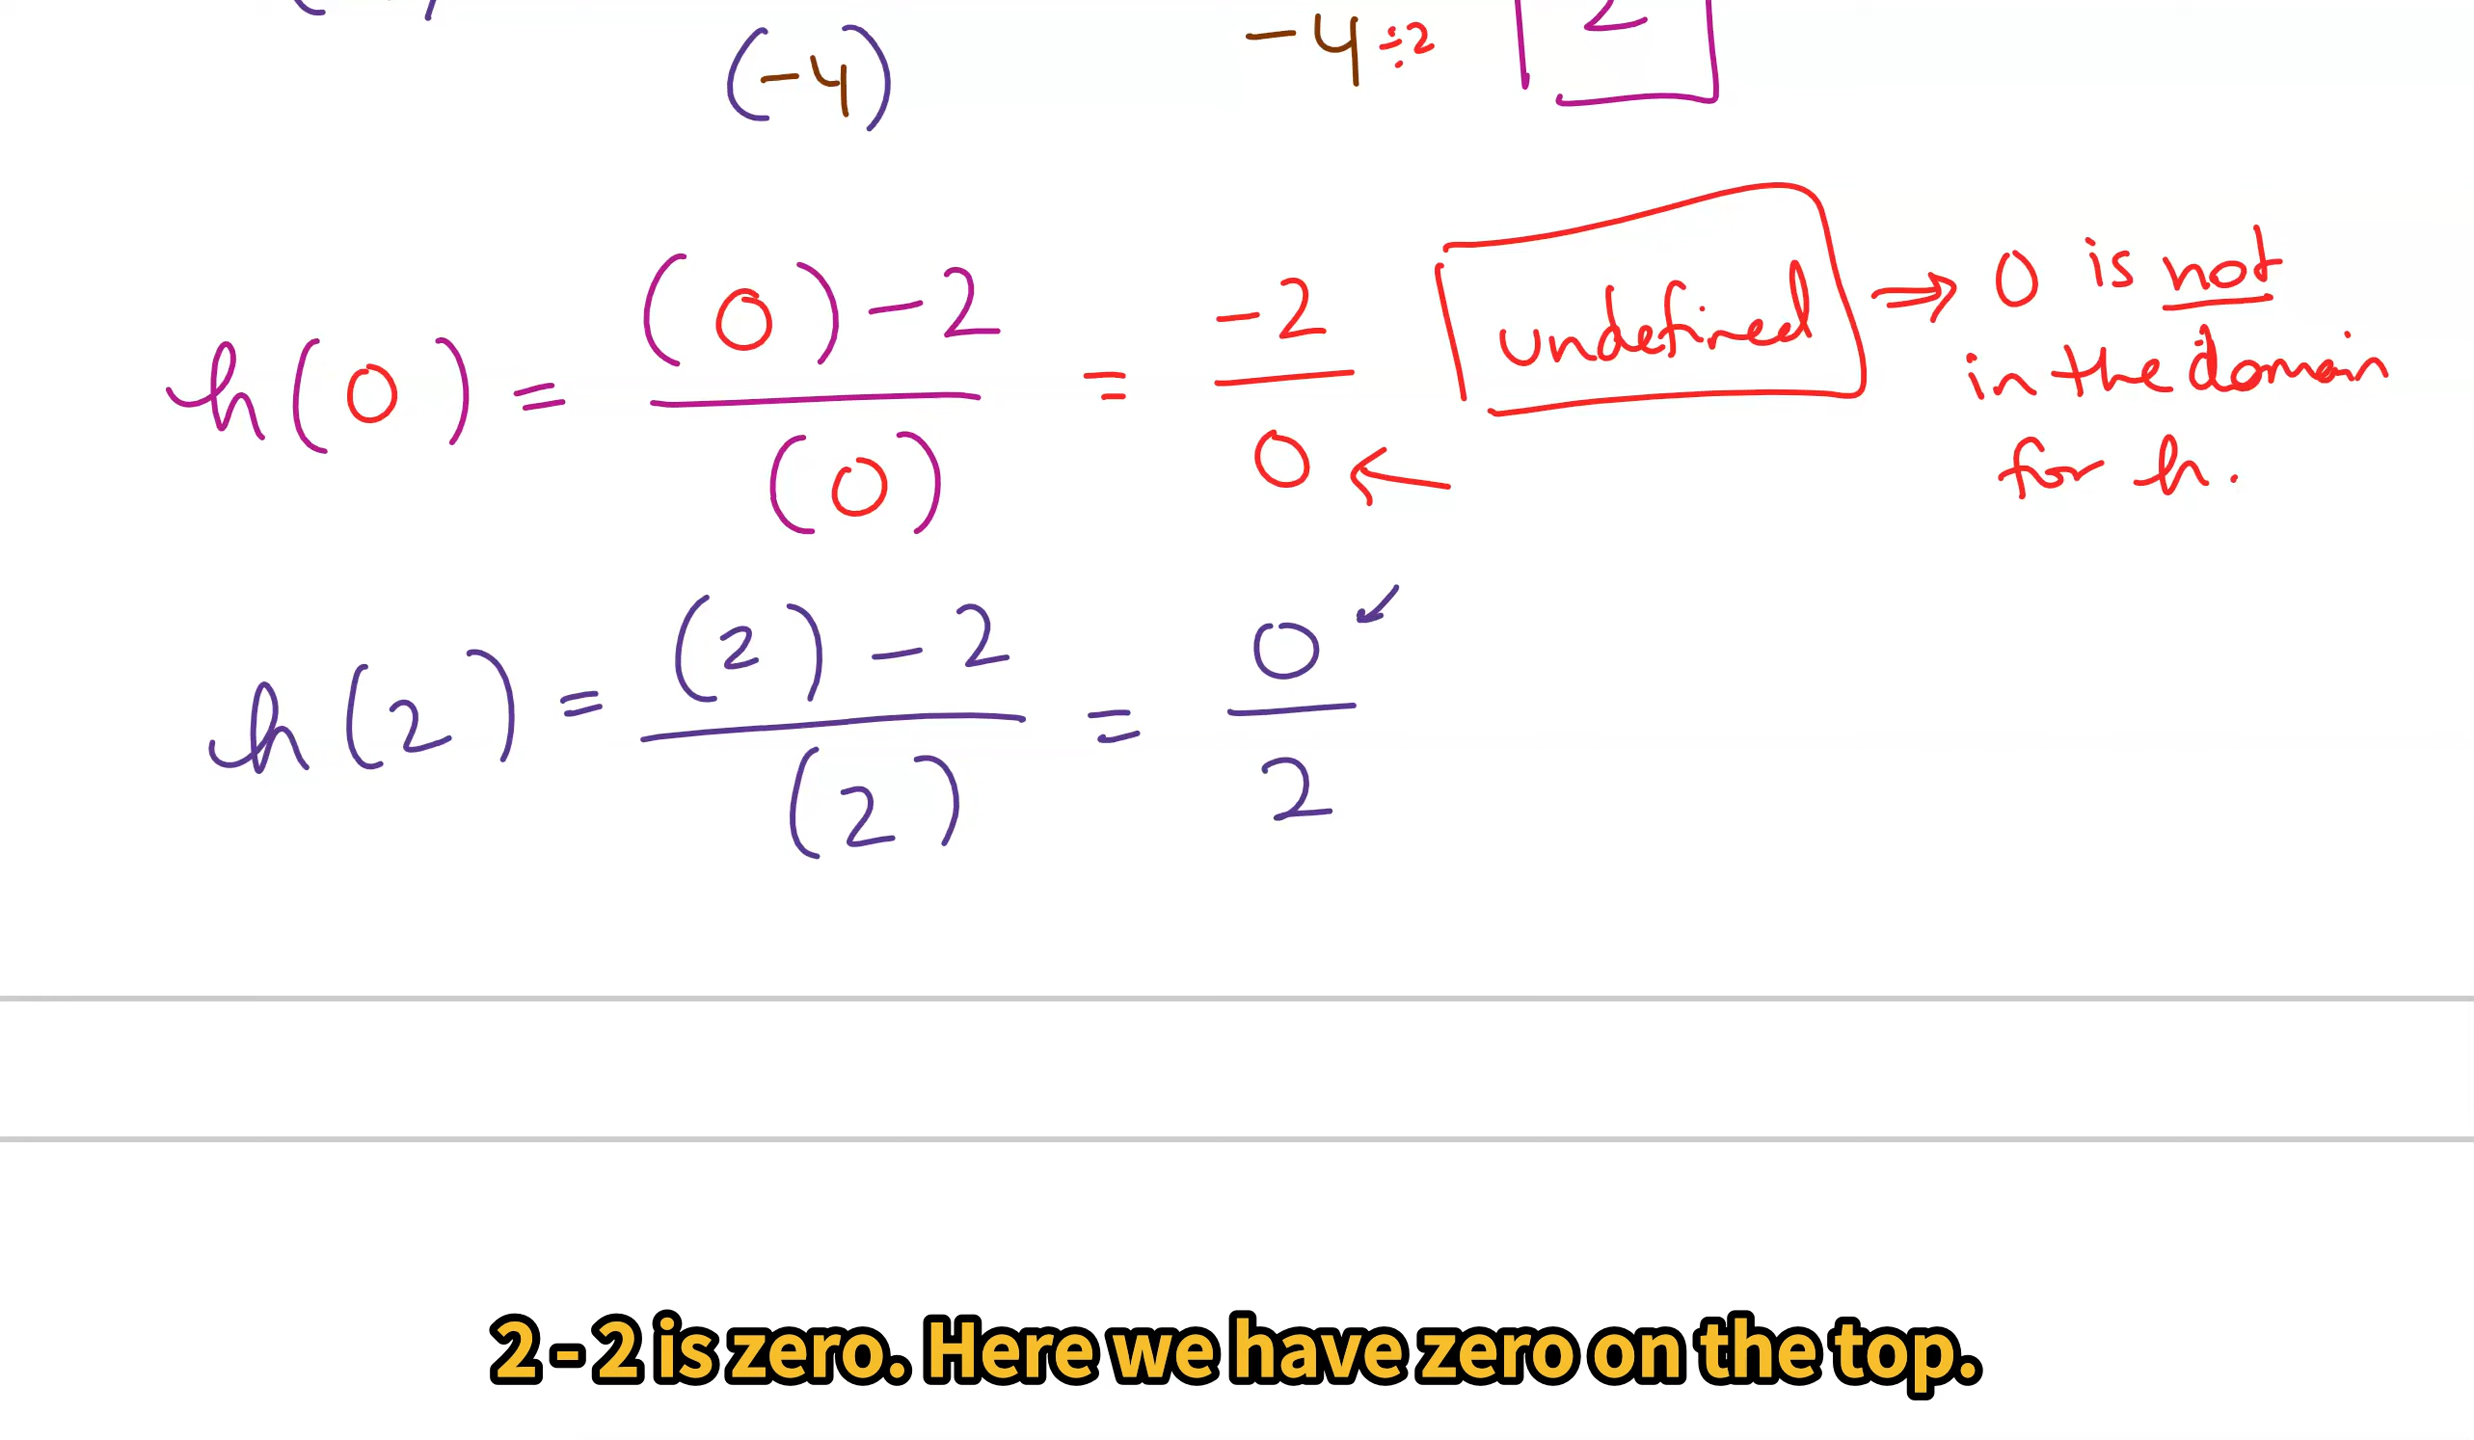 (-4)
-4 ÷2
2
h(0) = (0) - 2 / (0) = -2 / 0 undefined ⇒ 0 is not
in the domain
for h.
h(2) = (2) - 2 / (2) = 0 / 2
2 - 2 is zero. Here we have zero on the top.